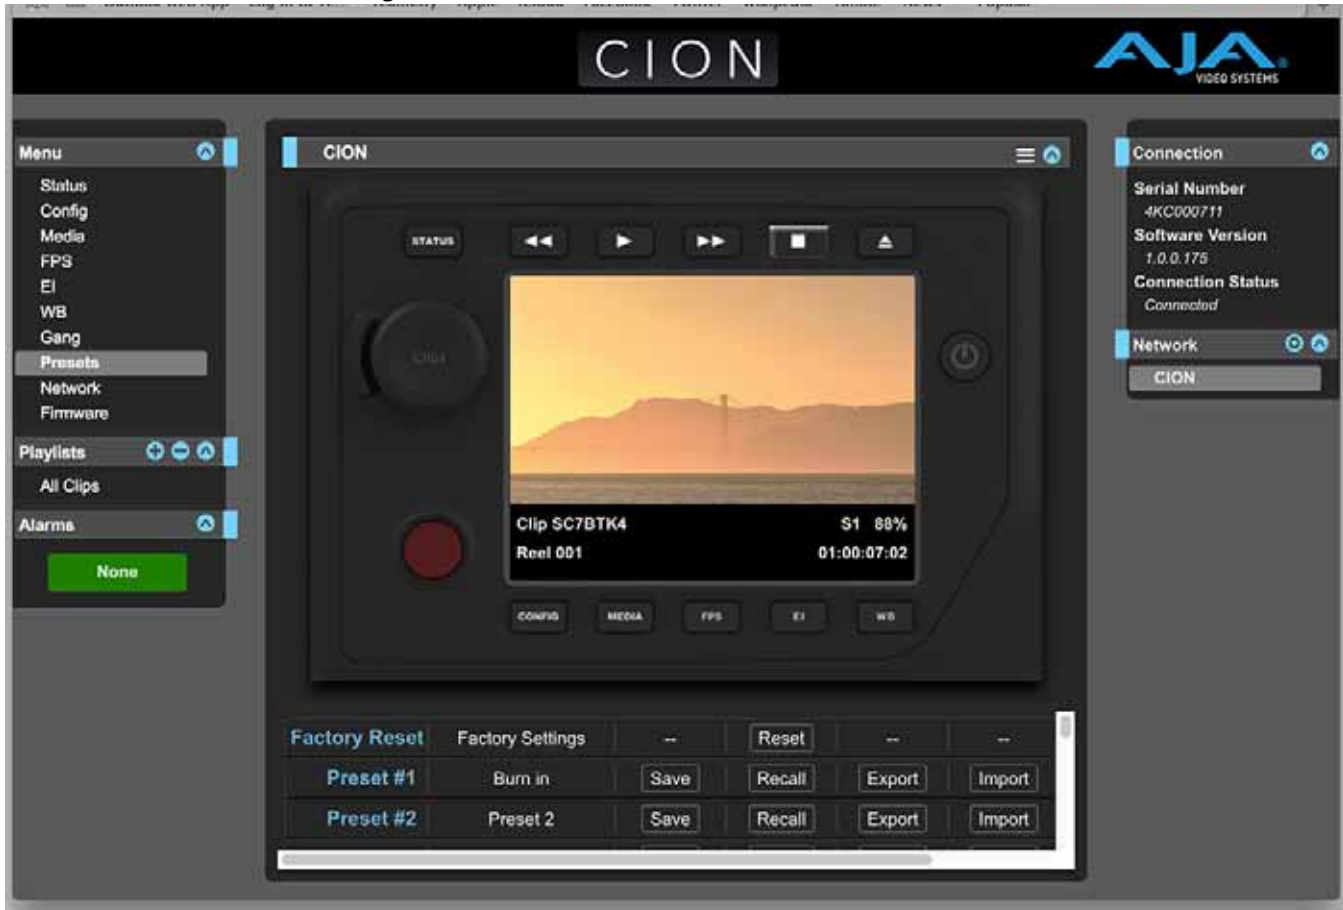 CION
AJA
VIDEO SYSTEMS
Menu
Status
Config
Media
FPS
EI
WB
Gang
Presets
Network
Firmware
Playlists
All Clips
Alarms
None
CION
STATUS
Clip SC7BTK4 S1 88%
Reel 001 01:00:07:02
CONFIG MEDIA FPS EI WB
Factory Reset Factory Settings -- Reset -- --
Preset #1 Burn in Save Recall Export Import
Preset #2 Preset 2 Save Recall Export Import
Connection
Serial Number
4KC000711
Software Version
1.0.0.175
Connection Status
Connected
Network
CION